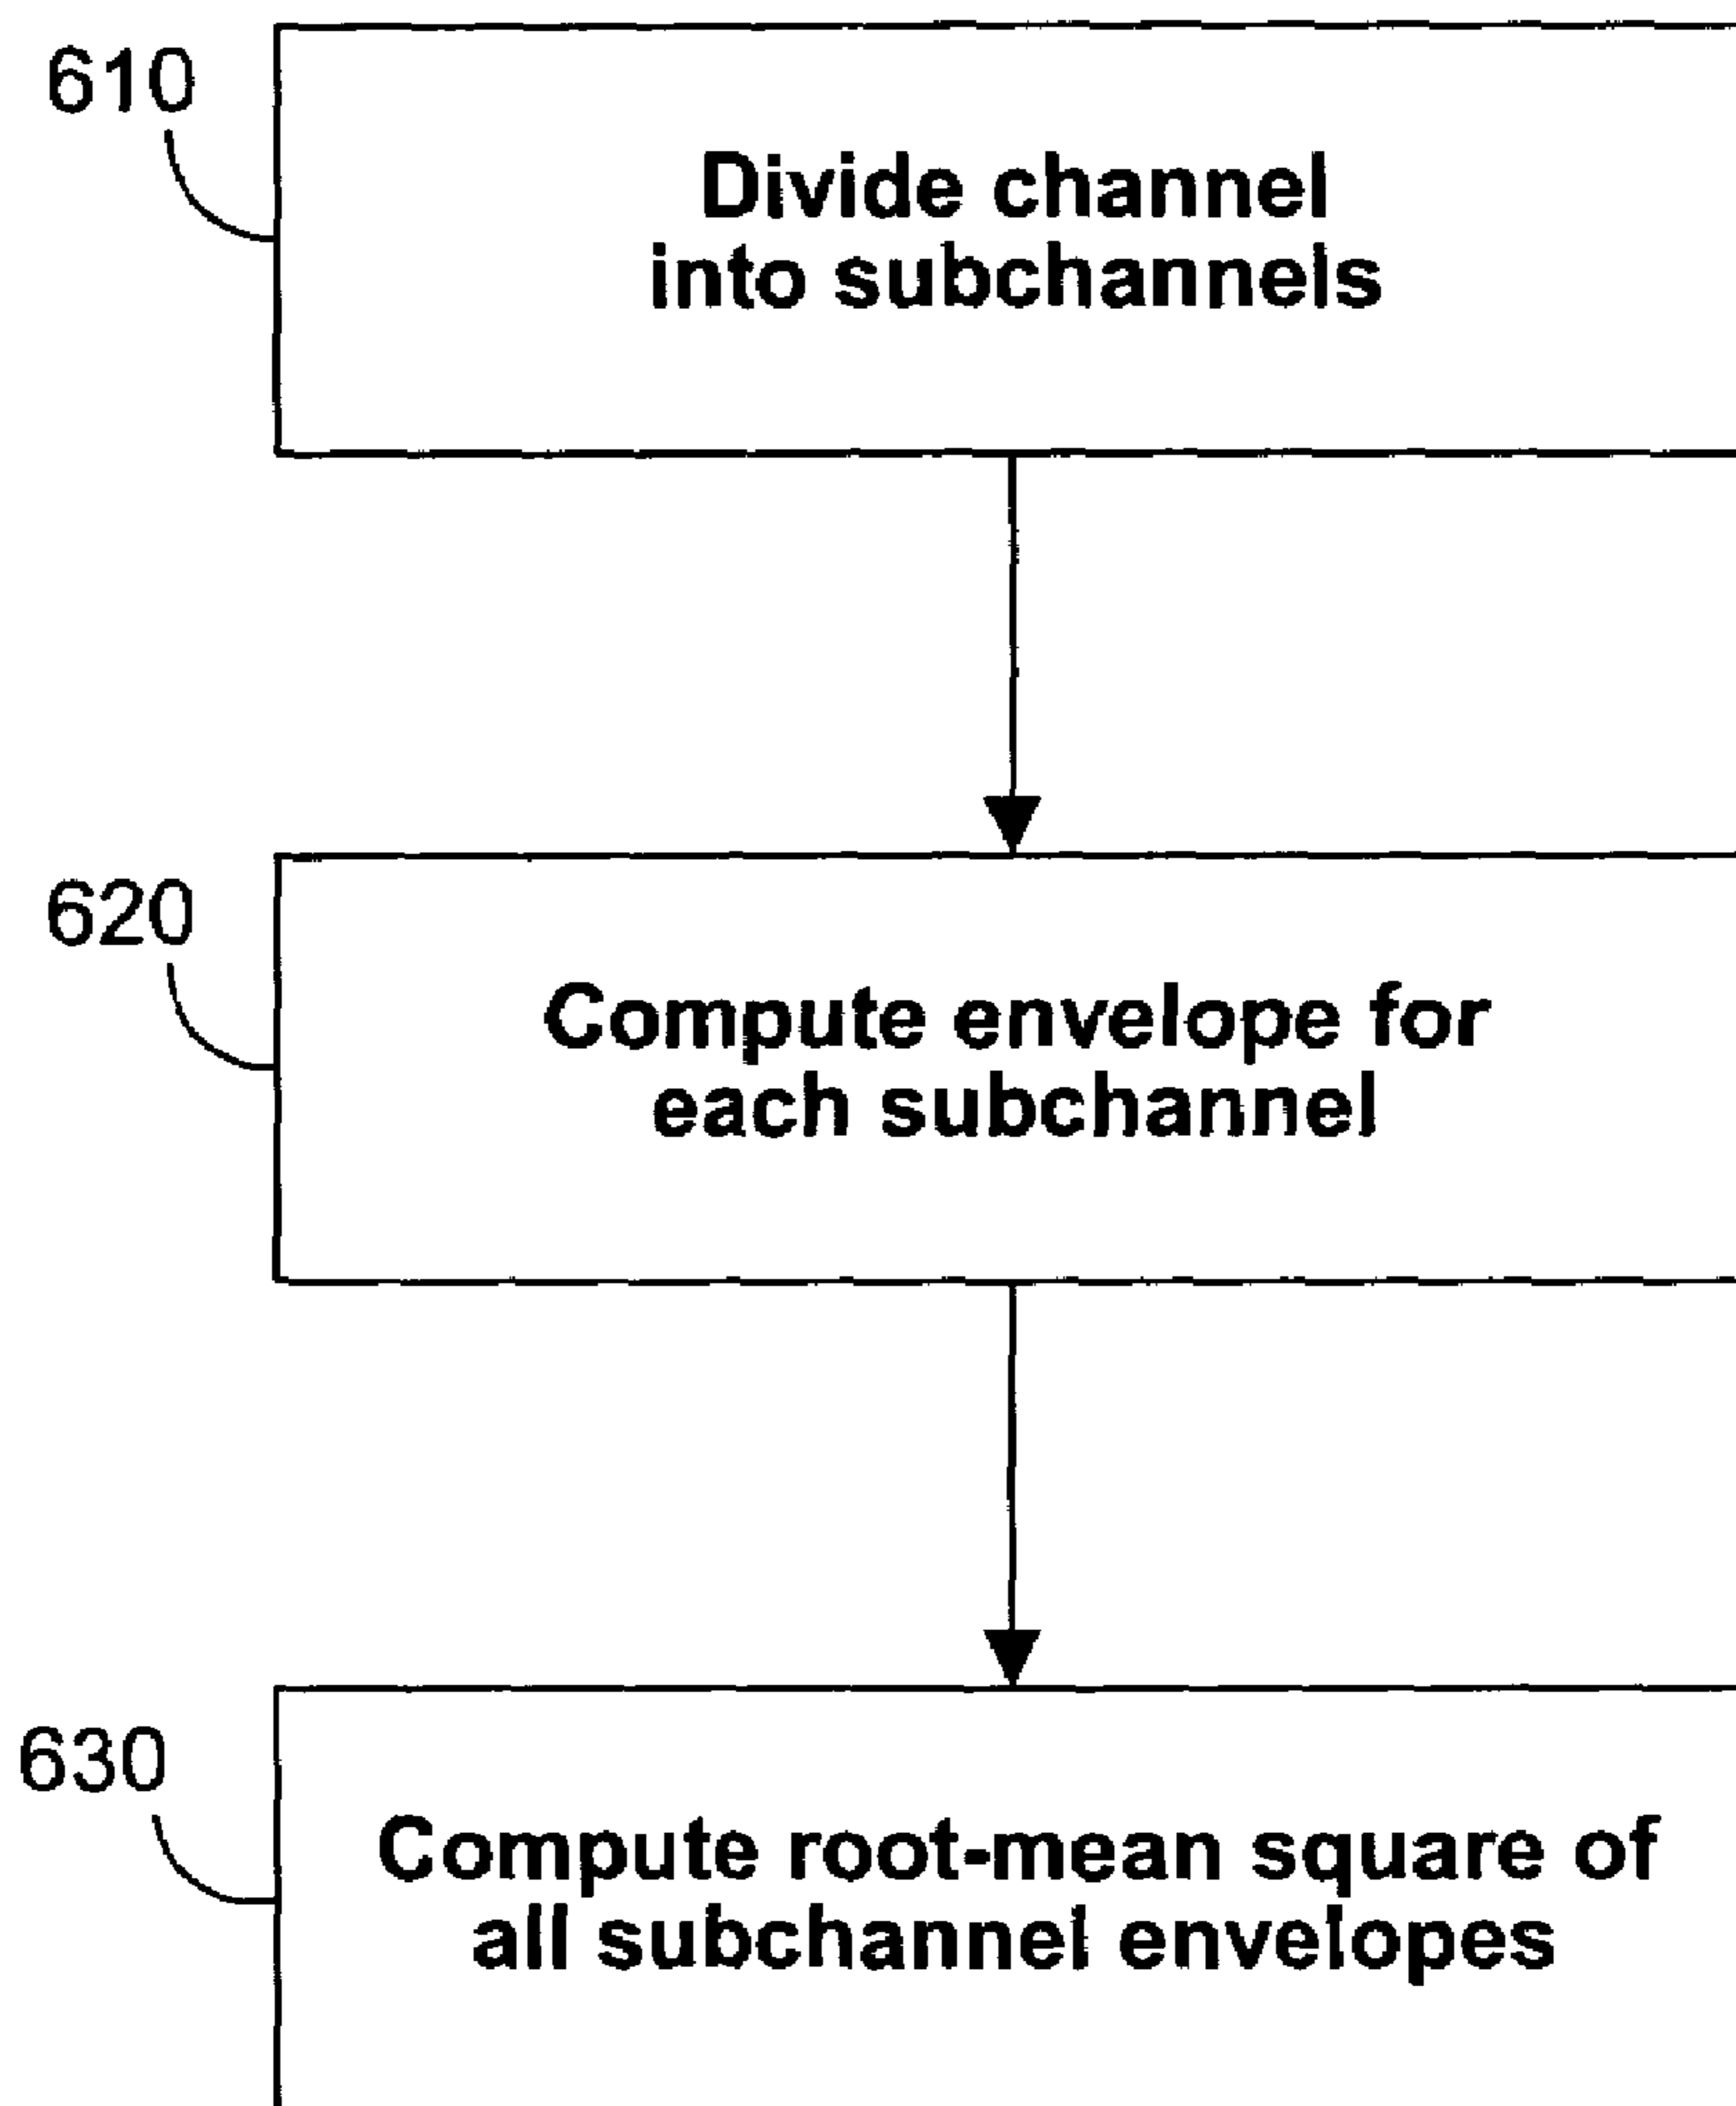 610
Divide channel
into subchannels
620
Compute envelope for
each subchannel
630
Compute root-mean square of
all subchannel envelopes